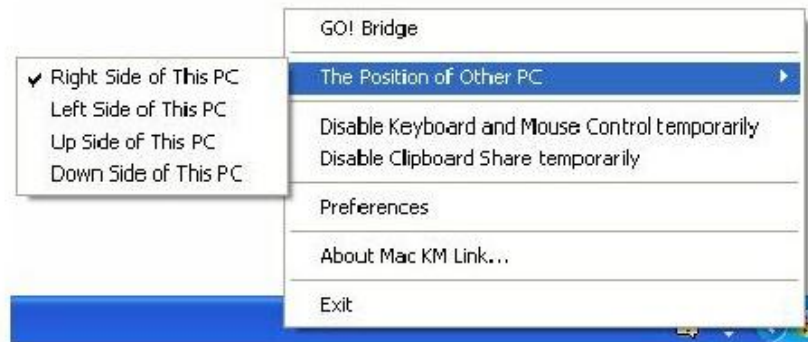 GO! Bridge
The Position of Other PC
Right Side of This PC
Left Side of This PC
Up Side of This PC
Down Side of This PC
Disable Keyboard and Mouse Control temporarily
Disable Clipboard Share temporarily
Preferences
About Mac KM Link...
Exit